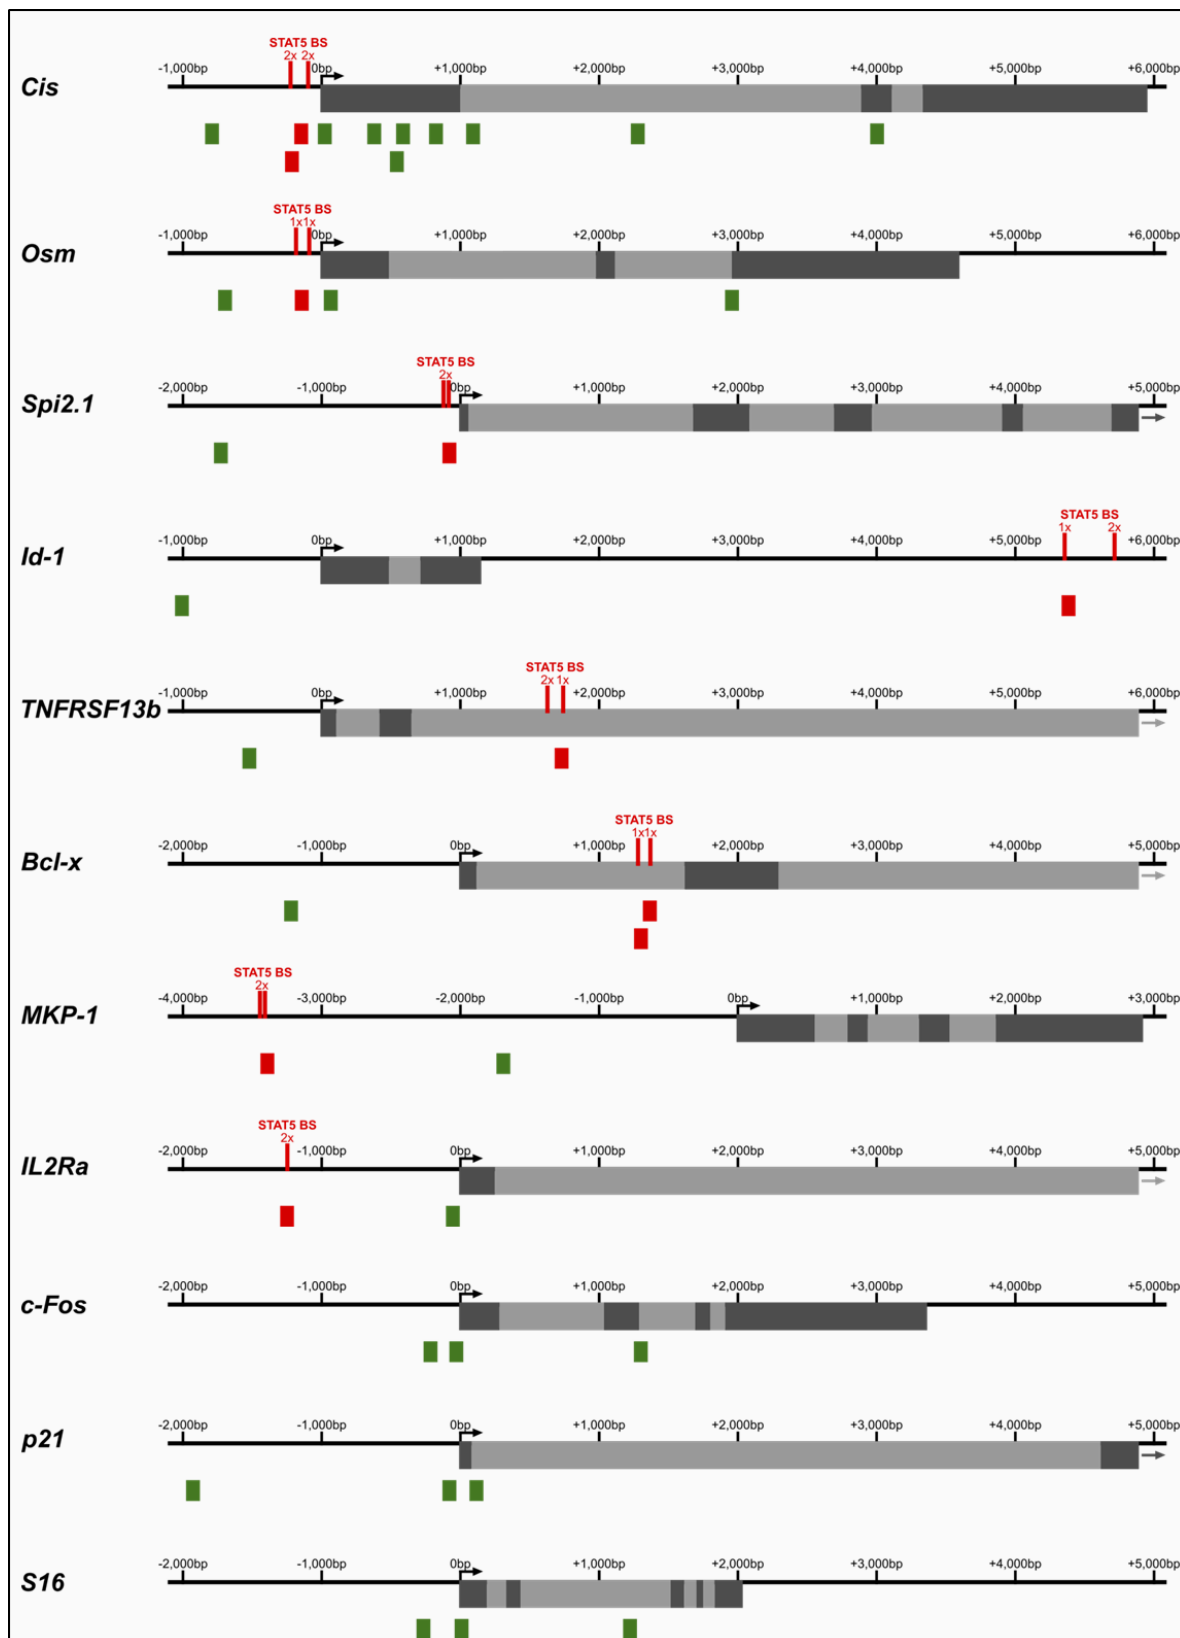 STAT5 BS
2x 2x
-1,000bp 0bp +1,000bp +2,000bp +3,000bp +4,000bp +5,000bp +6,000bp
Cis
STAT5 BS
1x1x
-1,000bp 0bp +1,000bp +2,000bp +3,000bp +4,000bp +5,000bp +6,000bp
Osm
STAT5 BS
2x
-2,000bp -1,000bp 0bp +1,000bp +2,000bp +3,000bp +4,000bp +5,000bp
Spi2.1
STAT5 BS
1x 2x
-1,000bp 0bp +1,000bp +2,000bp +3,000bp +4,000bp +5,000bp +6,000bp
Id-1
STAT5 BS
2x 1x
-1,000bp 0bp +1,000bp +2,000bp +3,000bp +4,000bp +5,000bp +6,000bp
TNFRSF13b
STAT5 BS
1x1x
-2,000bp -1,000bp 0bp +1,000bp +2,000bp +3,000bp +4,000bp +5,000bp
Bcl-x
STAT5 BS
2x
-4,000bp -3,000bp -2,000bp -1,000bp 0bp +1,000bp +2,000bp +3,000bp
MKP-1
STAT5 BS
2x
-2,000bp -1,000bp 0bp +1,000bp +2,000bp +3,000bp +4,000bp +5,000bp
IL2Ra
-2,000bp -1,000bp 0bp +1,000bp +2,000bp +3,000bp +4,000bp +5,000bp
c-Fos
-2,000bp -1,000bp 0bp +1,000bp +2,000bp +3,000bp +4,000bp +5,000bp
p21
-2,000bp -1,000bp 0bp +1,000bp +2,000bp +3,000bp +4,000bp +5,000bp
S16